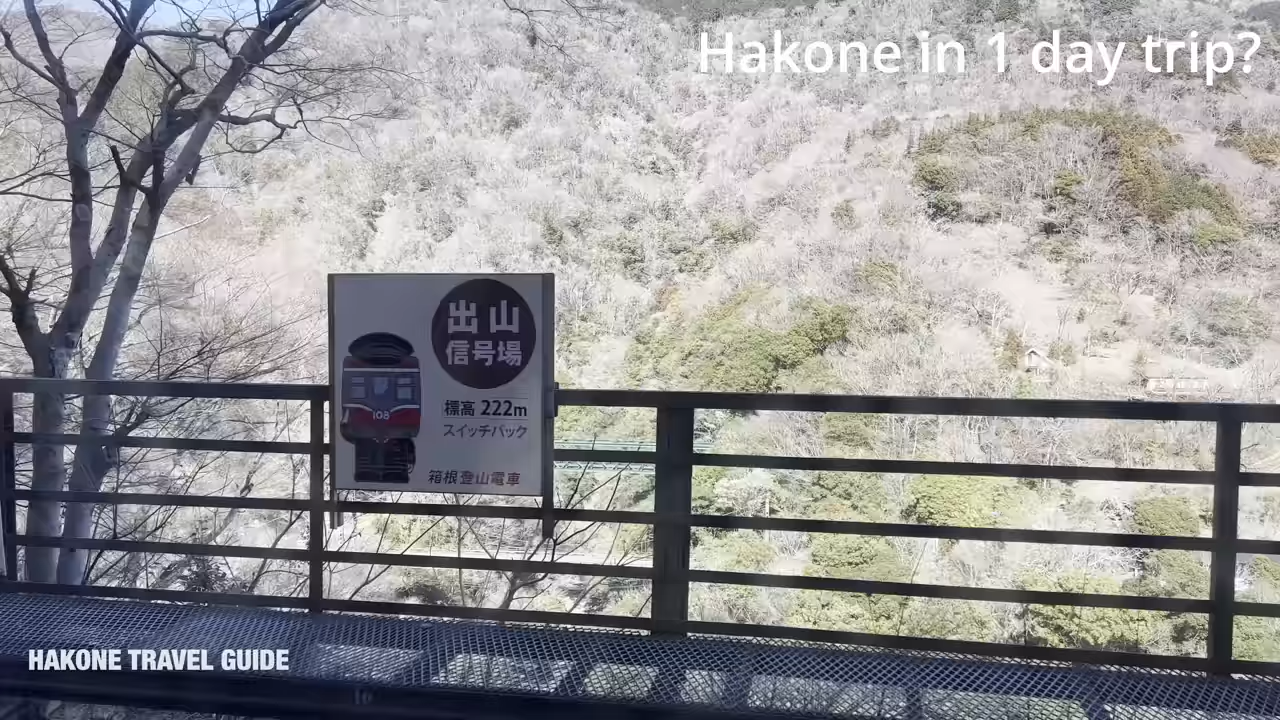 Hakone in 1 day trip?
出山
信号場
108
標高 222m
スイッチバック
箱根登山電車
HAKONE TRAVEL GUIDE